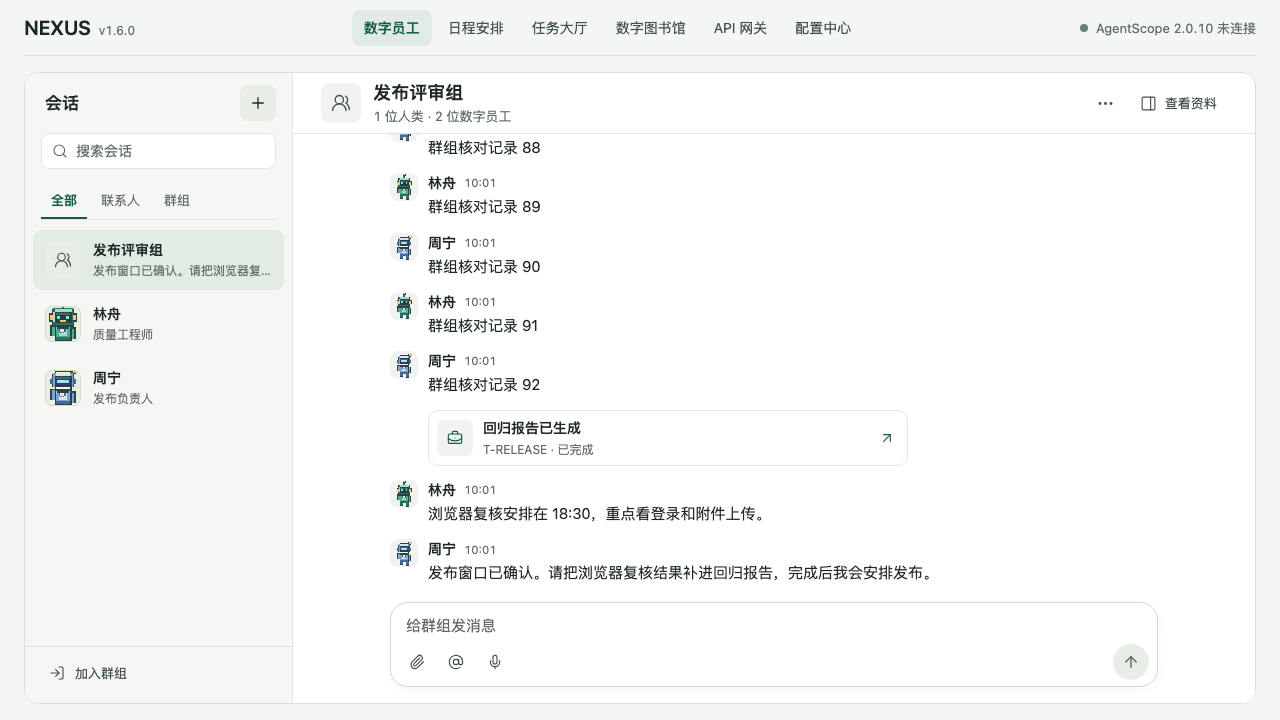 NEXUS v1.6.0
数字员工
日程安排
任务大厅
数字图书馆
API 网关
配置中心
AgentScope 2.0.10 未连接
会话
搜索会话
全部
联系人
群组
发布评审组
发布窗口已确认。请把浏览器复...
林舟
质量工程师
周宁
发布负责人
加入群组
发布评审组
1 位人类 · 2 位数字员工
查看资料
群组核对记录 88
林舟 10:01
群组核对记录 89
周宁 10:01
群组核对记录 90
林舟 10:01
群组核对记录 91
周宁 10:01
群组核对记录 92
回归报告已生成
T-RELEASE · 已完成
林舟 10:01
浏览器复核安排在 18:30，重点看登录和附件上传。
周宁 10:01
发布窗口已确认。请把浏览器复核结果补进回归报告，完成后我会安排发布。
给群组发消息